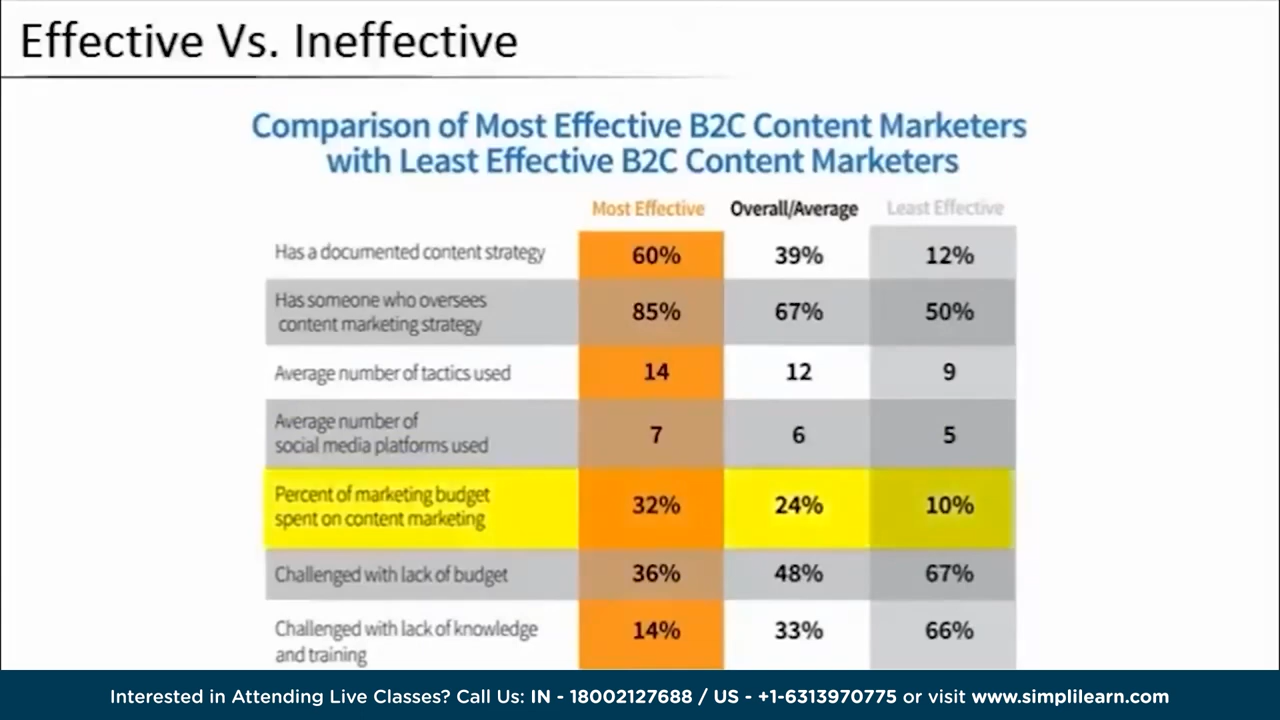 Effective Vs. Ineffective
Comparison of Most Effective B2C Content Marketers
with Least Effective B2C Content Marketers
Most Effective Overall/Average Least Effective
Has a documented content strategy 60% 39% 12%
Has someone who oversees
content marketing strategy 85% 67% 50%
Average number of tactics used 14 12 9
Average number of
social media platforms used 7 6 5
Percent of marketing budget
spent on content marketing 32% 24% 10%
Challenged with lack of budget 36% 48% 67%
Challenged with lack of knowledge
and training 14% 33% 66%
Interested in Attending Live Classes? Call Us: IN - 18002127688 / US - +1-6313970775 or visit www.simplilearn.com